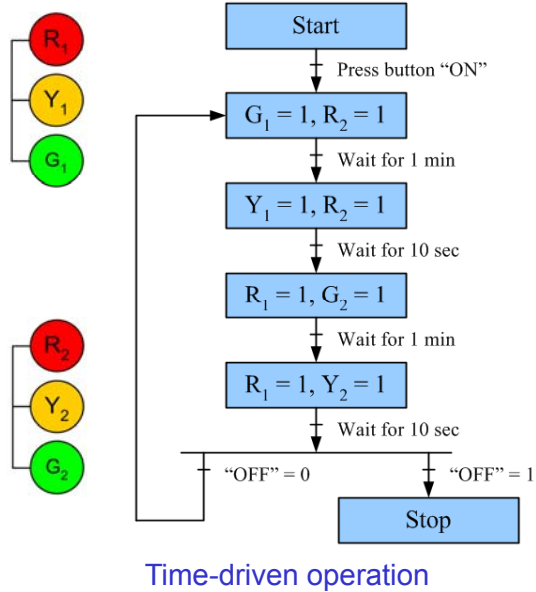 R₁
Y₁
G₁
R₂
Y₂
G₂
Start
Press button “ON”
G₁ = 1, R₂ = 1
Wait for 1 min
Y₁ = 1, R₂ = 1
Wait for 10 sec
R₁ = 1, G₂ = 1
Wait for 1 min
R₁ = 1, Y₂ = 1
Wait for 10 sec
“OFF” = 0
“OFF” = 1
Stop
Time-driven operation